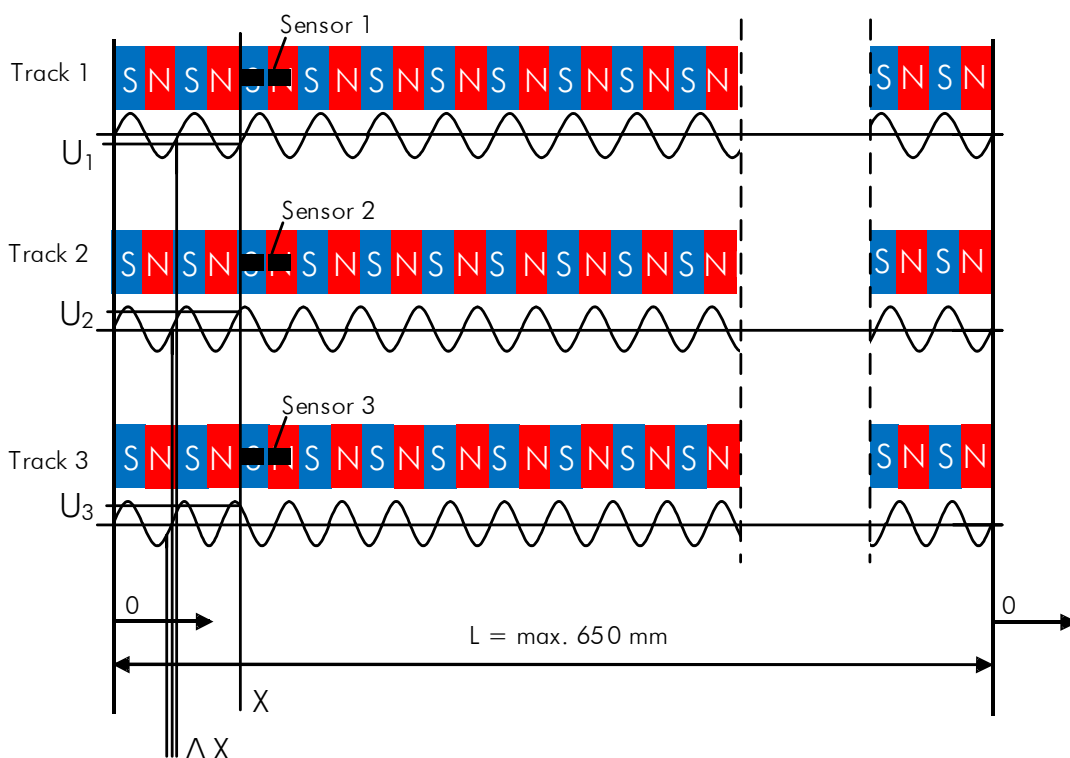 Sensor 1
Track 1
S N S N S N S N S N S N S N S N S N S N S N S N
U1
Sensor 2
Track 2
S N S N S N S N S N S N S N S N S N S N S N S N
U2
Sensor 3
Track 3
S N S N S N S N S N S N S N S N S N S N S N S N
U3
0
0
L = max. 650 mm
X
Λ X